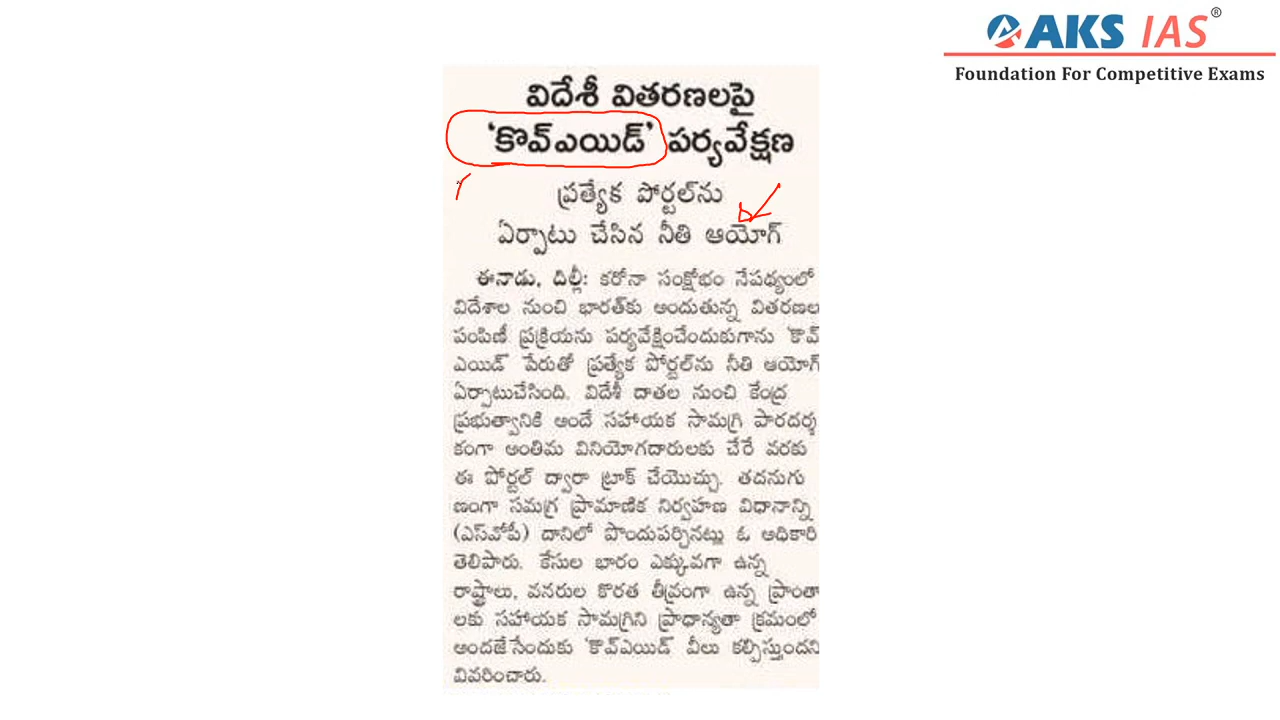 AKS IAS®
Foundation For Competitive Exams
విదేశీ వితరణలపై
‘కొవ్ఎయిడ్’ పర్యవేక్షణ
ప్రత్యేక పోర్టల్‌ను
ఏర్పాటు చేసిన నీతి ఆయోగ్
ఈనాడు, దిల్లీ: కరోనా సంక్షోభం నేపథ్యంలో
విదేశాల నుంచి భారత్‌కు అందుతున్న వితరణల
పంపిణీ ప్రక్రియను పర్యవేక్షించేందుకుగాను ‘కొవ్
ఎయిడ్’ పేరుతో ప్రత్యేక పోర్టల్‌ను నీతి ఆయోగ్
ఏర్పాటుచేసింది. విదేశీ దాతల నుంచి కేంద్ర
ప్రభుత్వానికి అందే సహాయక సామగ్రి పారదర్శ
కంగా అంతిమ వినియోగదారులకు చేరే వరకు
ఈ పోర్టల్ ద్వారా ట్రాక్ చేయొచ్చు. తదనుగు
ణంగా సమగ్ర ప్రామాణిక నిర్వహణ విధానాన్ని
(ఎస్‌వోపీ) దానిలో పొందుపర్చినట్లు ఓ అధికారి
తెలిపారు. కేసుల భారం ఎక్కువగా ఉన్న
రాష్ట్రాలు, వనరుల కొరత తీవ్రంగా ఉన్న ప్రాంతా
లకు సహాయక సామగ్రిని ప్రాధాన్యతా క్రమంలో
అందజేసేందుకు ‘కొవ్ఎయిడ్’ వీలు కల్పిస్తుందని
వివరించారు.